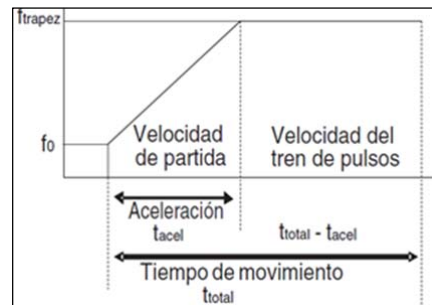 ftrapez
f0
Velocidad
de partida
Velocidad del
tren de pulsos
Aceleración
tacel
ttotal - tacel
Tiempo de movimiento
ttotal